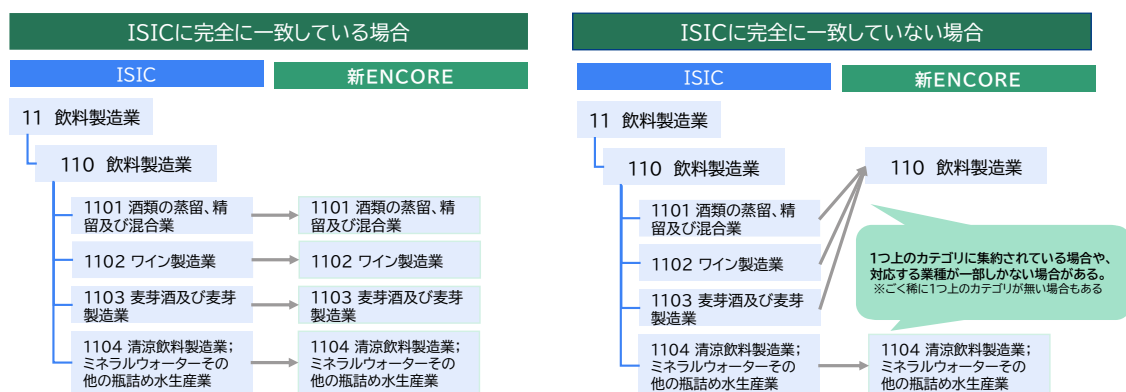 ISICに完全に一致している場合
ISIC
新ENCORE
11 飲料製造業
110 飲料製造業
1101 酒類の蒸留、精
留及び混合業
1101 酒類の蒸留、精
留及び混合業
1102 ワイン製造業
1102 ワイン製造業
1103 麦芽酒及び麦芽
製造業
1103 麦芽酒及び麦芽
製造業
1104 清涼飲料製造業;
ミネラルウォーターその
他の瓶詰め水生産業
1104 清涼飲料製造業;
ミネラルウォーターその
他の瓶詰め水生産業
ISICに完全に一致していない場合
ISIC
新ENCORE
11 飲料製造業
110 飲料製造業
110 飲料製造業
1101 酒類の蒸留、精
留及び混合業
1102 ワイン製造業
1103 麦芽酒及び麦芽
製造業
1つ上のカテゴリに集約されている場合や、
対応する業種が一部しかない場合がある。
※ごく稀に1つ上のカテゴリが無い場合もある
1104 清涼飲料製造業;
ミネラルウォーターその
他の瓶詰め水生産業
1104 清涼飲料製造業;
ミネラルウォーターその
他の瓶詰め水生産業